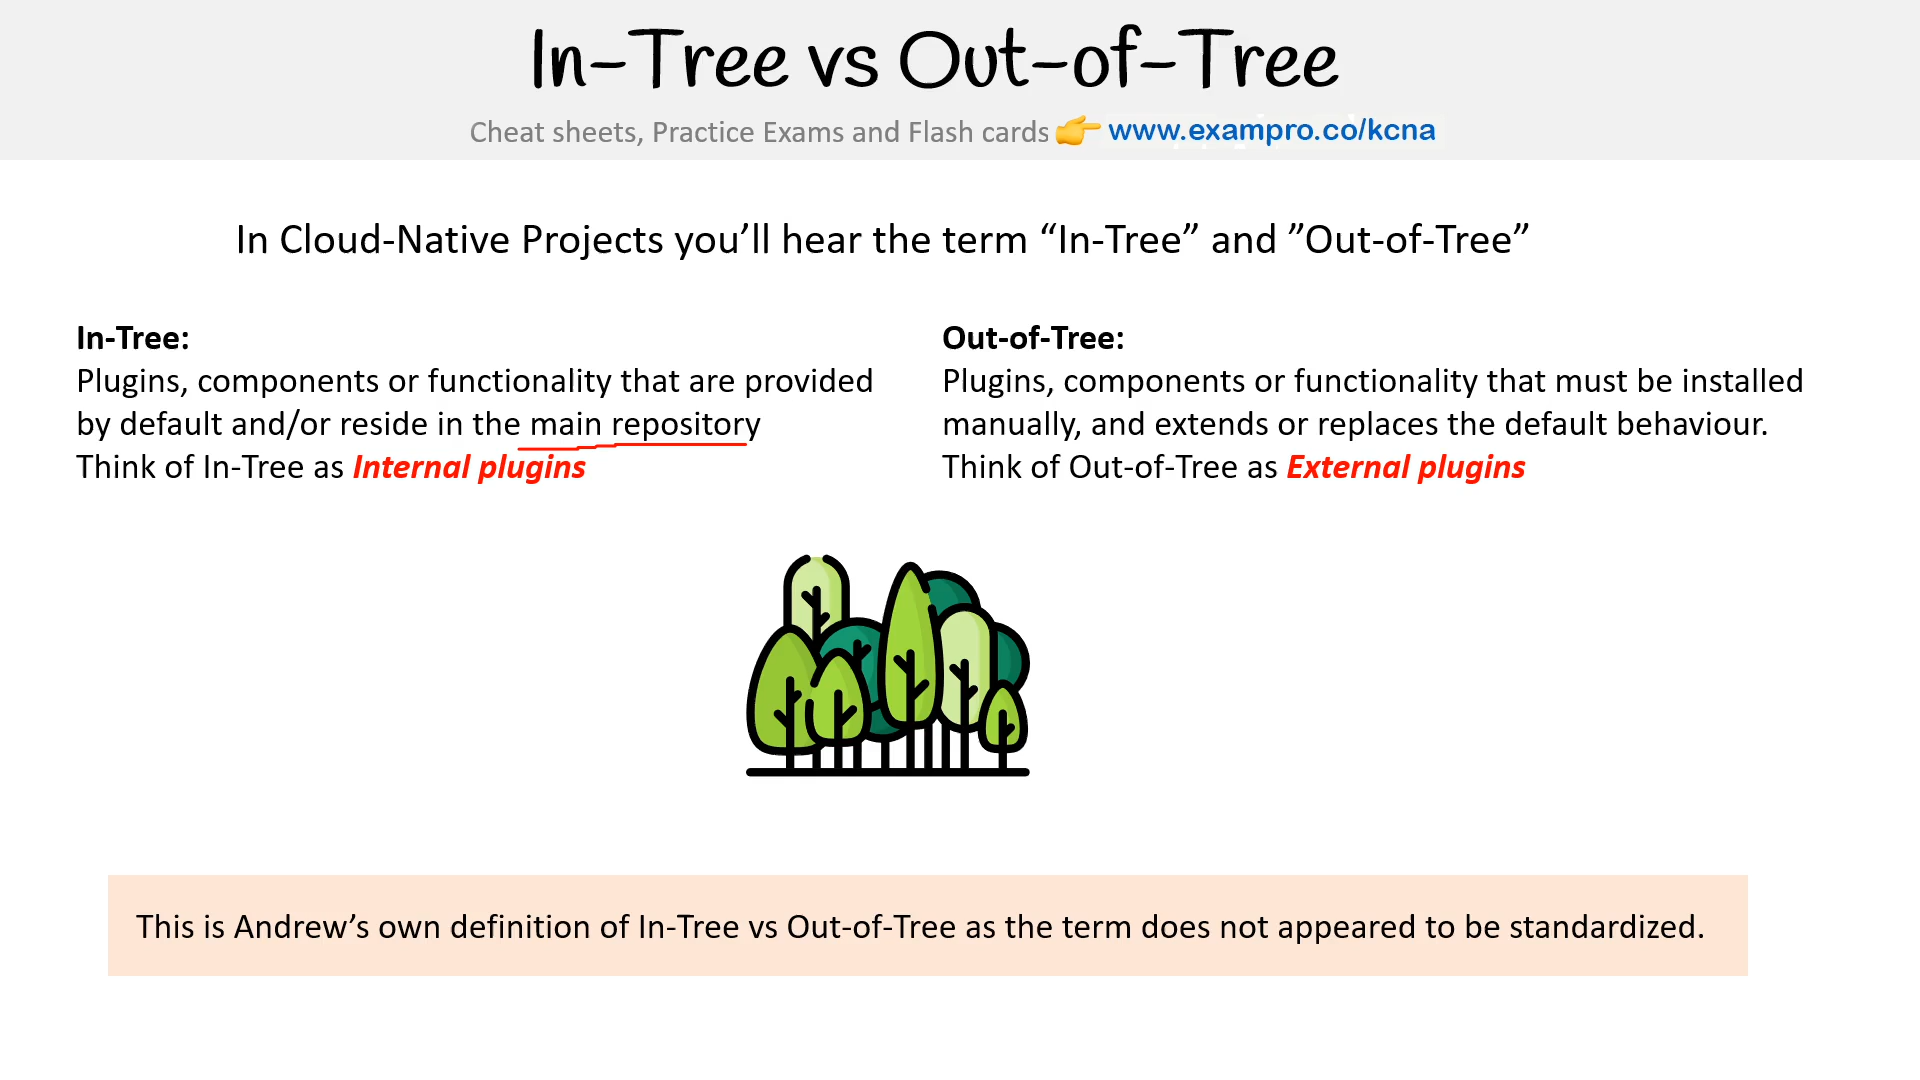 In-Tree vs Out-of-Tree
Cheat sheets, Practice Exams and Flash cards 👉 www.exampro.co/kcna
In Cloud-Native Projects you’ll hear the term “In-Tree” and ”Out-of-Tree”
In-Tree:
Plugins, components or functionality that are provided
by default and/or reside in the main repository
Think of In-Tree as Internal plugins
Out-of-Tree:
Plugins, components or functionality that must be installed
manually, and extends or replaces the default behaviour.
Think of Out-of-Tree as External plugins
This is Andrew’s own definition of In-Tree vs Out-of-Tree as the term does not appeared to be standardized.